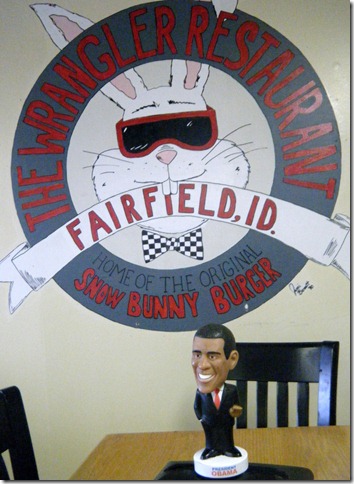 THE WRANGLER RESTAURANT
FAIRFIELD, ID.
HOME OF THE ORIGINAL
SNOW BUNNY BURGER
PRESIDENT
OBAMA